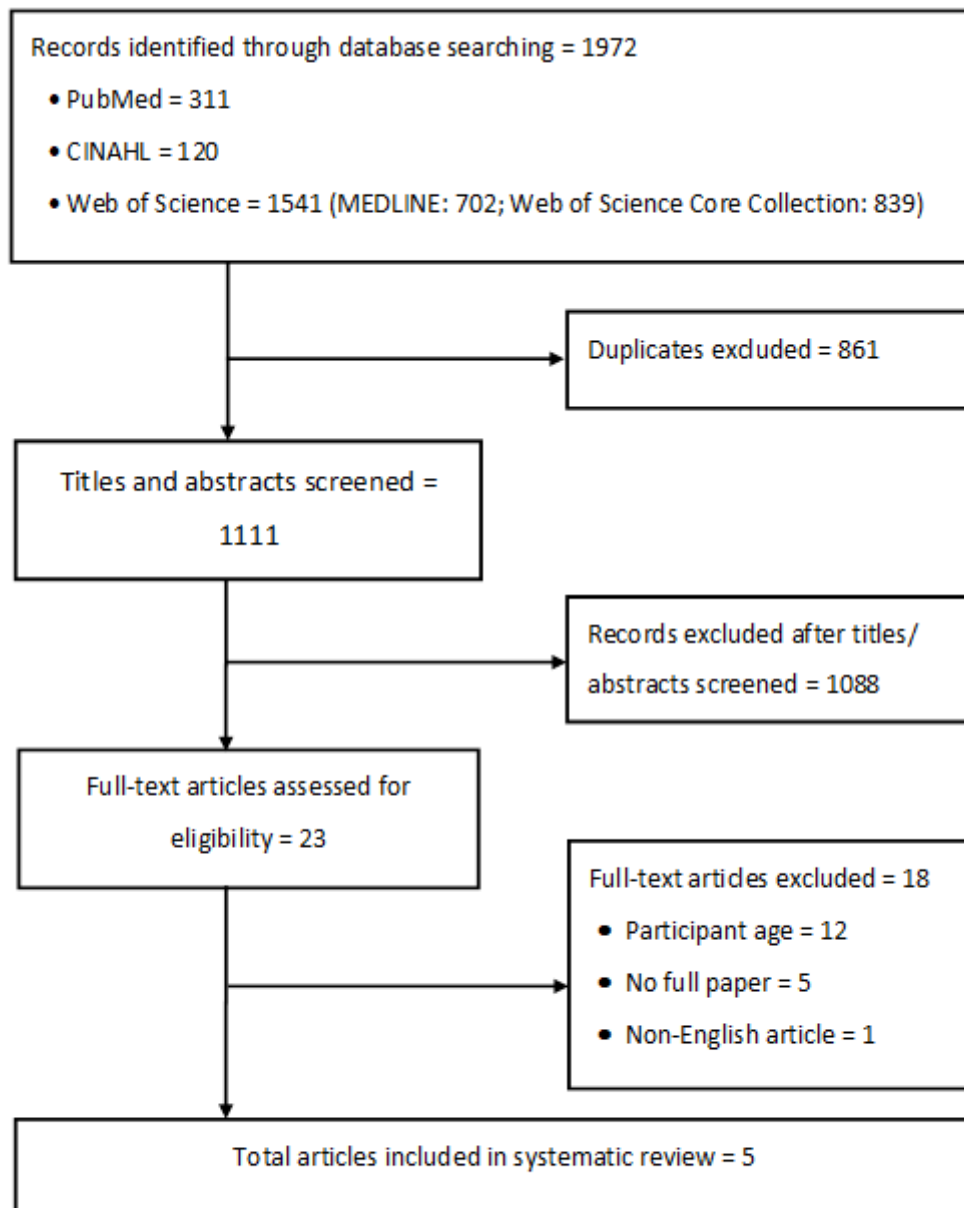 Records identified through database searching = 1972
• PubMed = 311
• CINAHL = 120
• Web of Science = 1541 (MEDLINE: 702; Web of Science Core Collection: 839)
Duplicates excluded = 861
Titles and abstracts screened =
1111
Records excluded after titles/
abstracts screened = 1088
Full-text articles assessed for
eligibility = 23
Full-text articles excluded = 18
• Participant age = 12
• No full paper = 5
• Non-English article = 1
Total articles included in systematic review = 5